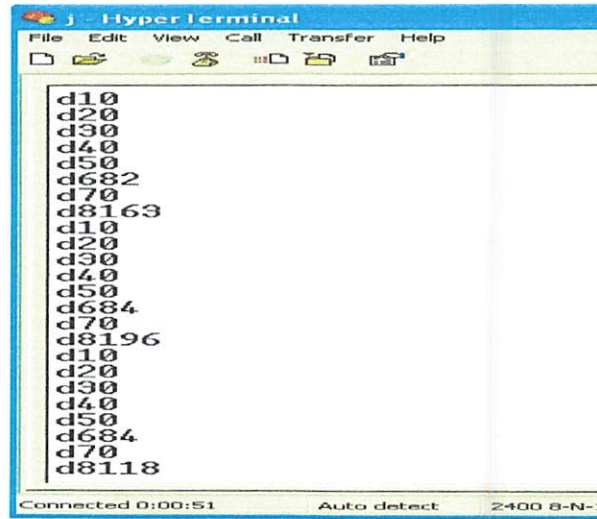 j - HyperTerminal
File Edit View Call Transfer Help
d10
d20
d30
d40
d50
d682
d70
d8163
d10
d20
d30
d40
d50
d684
d70
d8196
d10
d20
d30
d40
d50
d684
d70
d8118
Connected 0:00:51 Auto detect 2400 8-N-